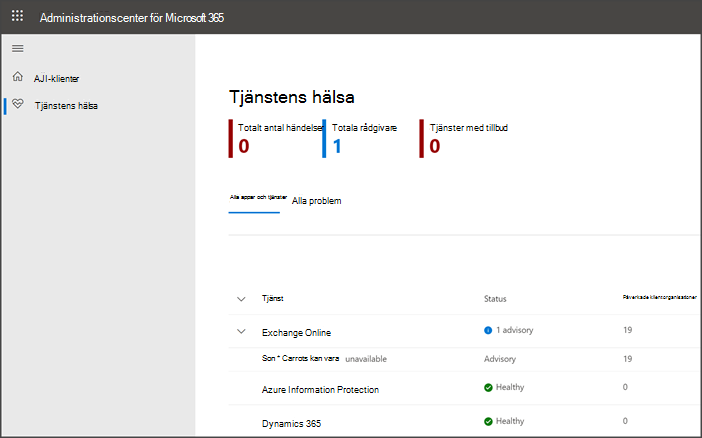 Administrationscenter för Microsoft 365
AJI-klienter
Tjänstens hälsa
Tjänstens hälsa
Totalt antal händelser Totala rådgivare Tjänster med tillbud
0 1 0
Alla appar och tjänster Alla problem
Tjänst Status Påverkade klientorganisationer
Exchange Online 1 advisory 19
Son * Carrots kan vara unavailable Advisory 19
Azure Information Protection Healthy 0
Dynamics 365 Healthy 0